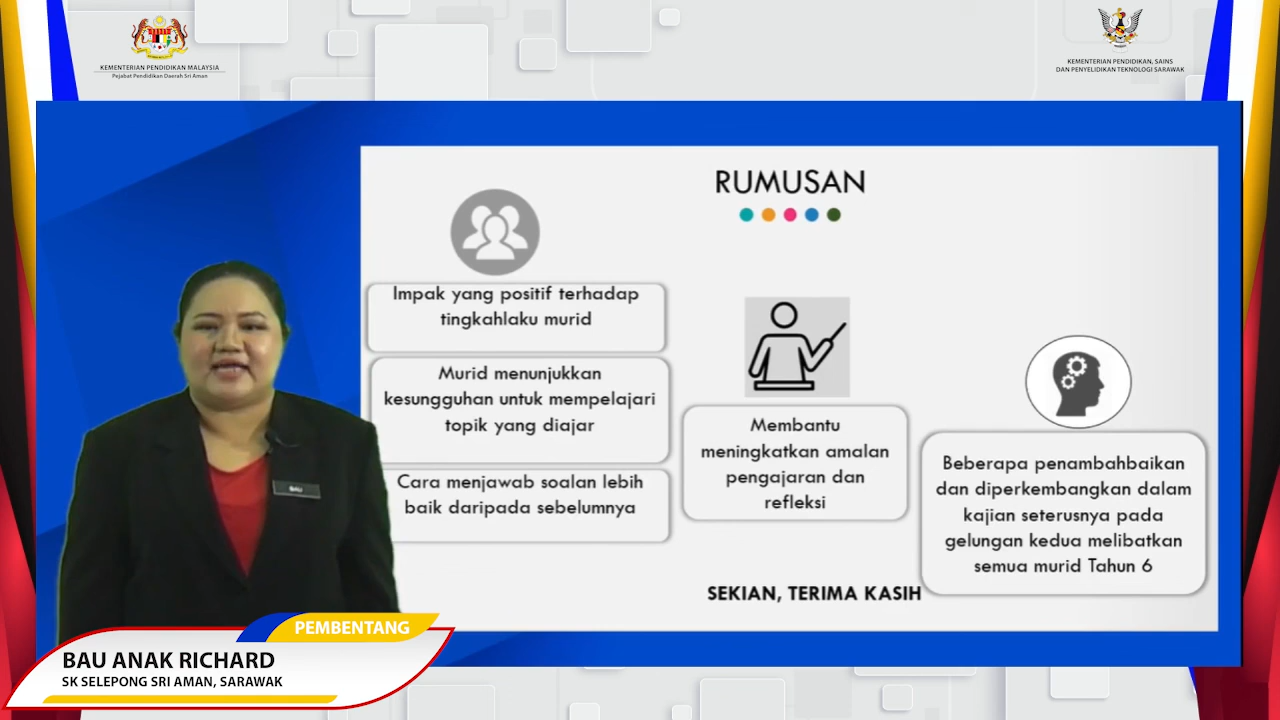 KEMENTERIAN PENDIDIKAN MALAYSIA
Pejabat Pendidikan Daerah Sri Aman
KEMENTERIAN PENDIDIKAN, SAINS
DAN PENYELIDIKAN TEKNOLOGI SARAWAK
RUMUSAN
Impak yang positif terhadap
tingkahlaku murid
Murid menunjukkan
kesungguhan untuk mempelajari
topik yang diajar
Cara menjawab soalan lebih
baik daripada sebelumnya
Membantu
meningkatkan amalan
pengajaran dan
refleksi
Beberapa penambahbaikan
dan diperkembangkan dalam
kajian seterusnya pada
gelungan kedua melibatkan
semua murid Tahun 6
SEKIAN, TERIMA KASIH
BAU
PEMBENTANG
BAU ANAK RICHARD
SK SELEPONG SRI AMAN, SARAWAK